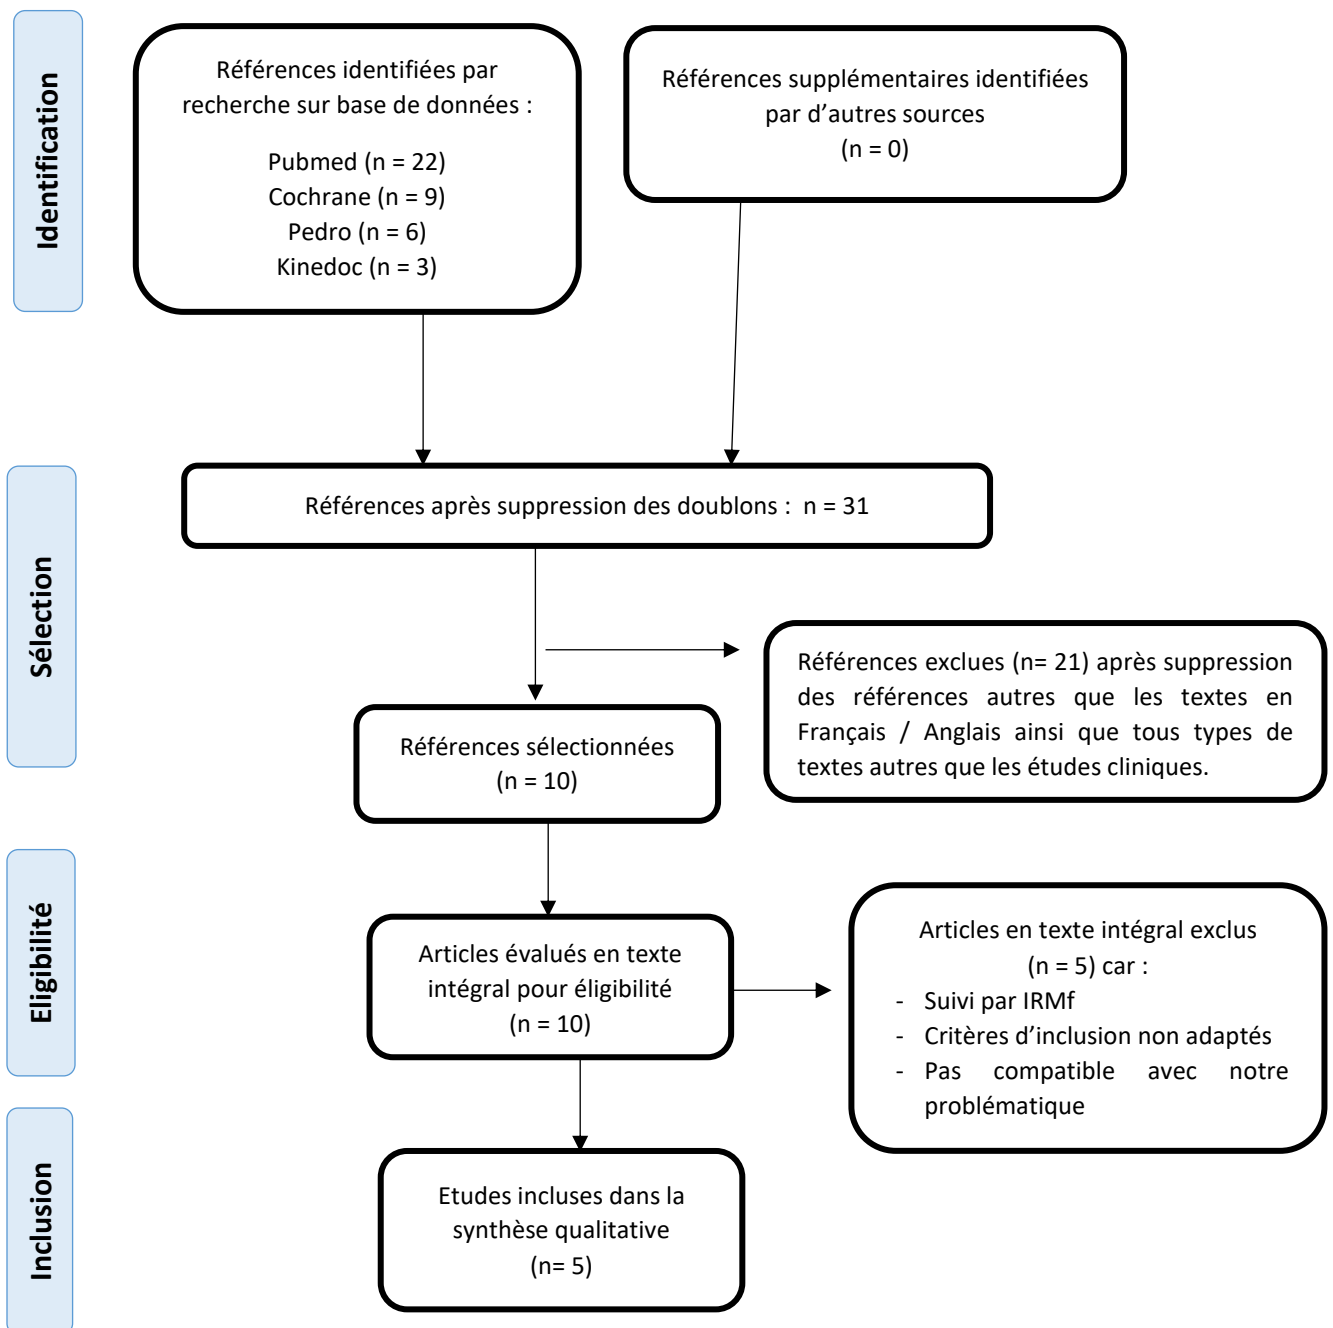 Identification
Références identifiées par
recherche sur base de données :
Pubmed (n = 22)
Cochrane (n = 9)
Pedro (n = 6)
Kinedoc (n = 3)
Références supplémentaires identifiées
par d’autres sources
(n = 0)
Sélection
Références après suppression des doublons : n = 31
Références exclues (n= 21) après suppression
des références autres que les textes en
Français / Anglais ainsi que tous types de
textes autres que les études cliniques.
Références sélectionnées
(n = 10)
Eligibilité
Articles évalués en texte
intégral pour éligibilité
(n = 10)
Articles en texte intégral exclus
(n = 5) car :
- Suivi par IRMf
- Critères d’inclusion non adaptés
- Pas compatible avec notre
problématique
Inclusion
Etudes incluses dans la
synthèse qualitative
(n= 5)